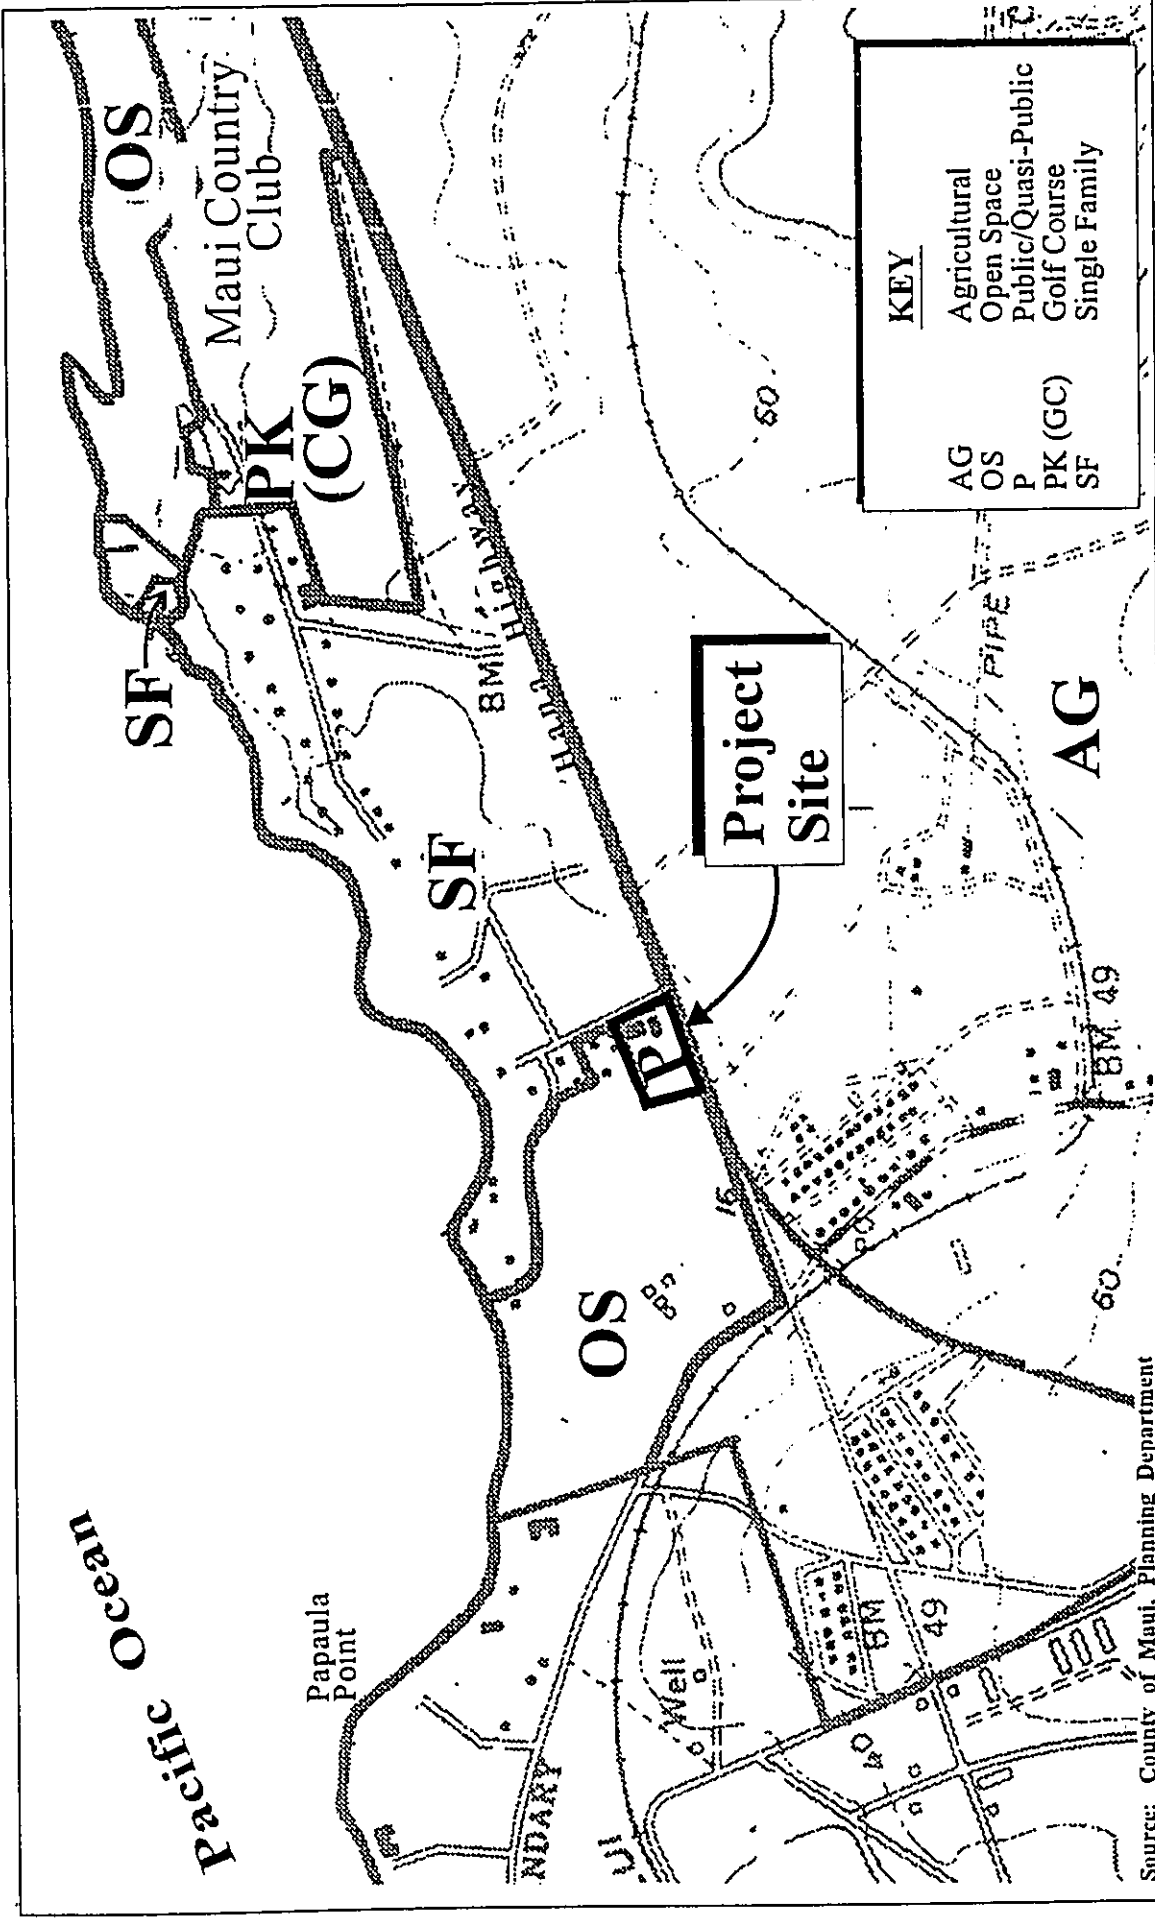 Pacific Ocean
Papaula
Point
OS
Maui Country
Club
SF
PK
(CG)
SF
BM
Hana Highway
OS
P
Project
Site
16
60
PIPE
AG
BM 49
60
NDARY
Well
BM
49
KEY
AG Agricultural
OS Open Space
P Public/Quasi-Public
PK (GC) Golf Course
SF Single Family
Source: County of Maui, Planning Department